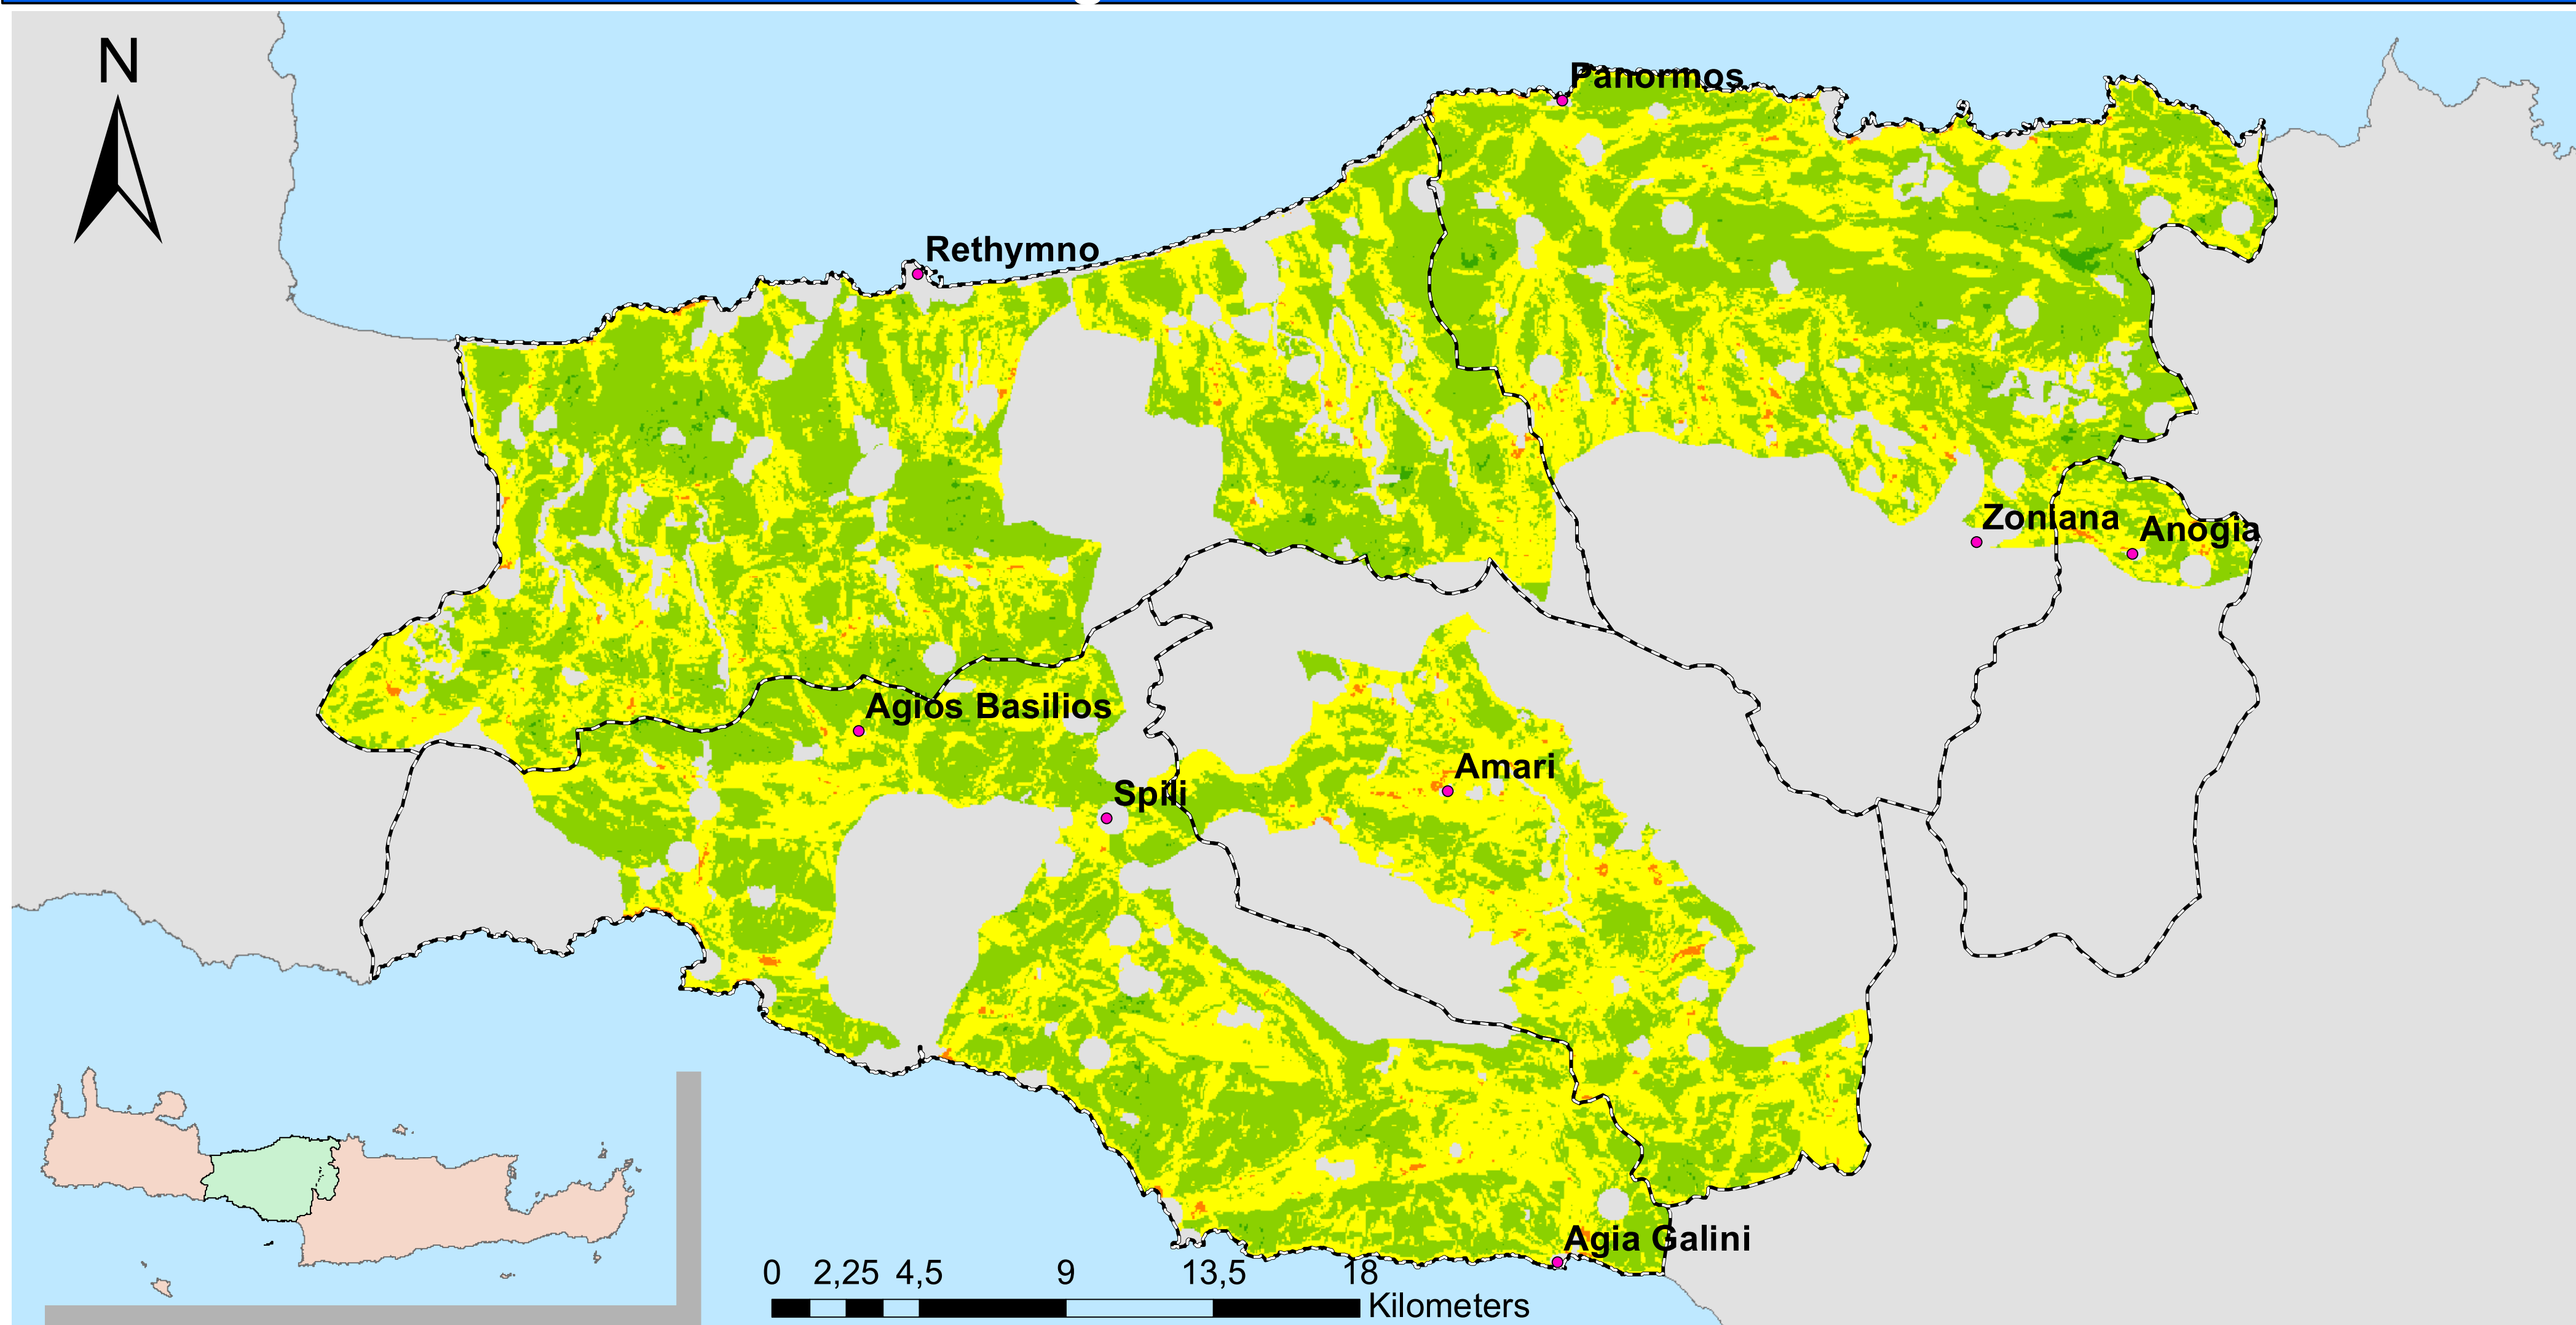 N
Panormos
Rethymno
Zoniana
Anogia
Agios Basilios
Amari
Spili
Agia Galini
0 2,25 4,5 9 13,5 18
Kilometers